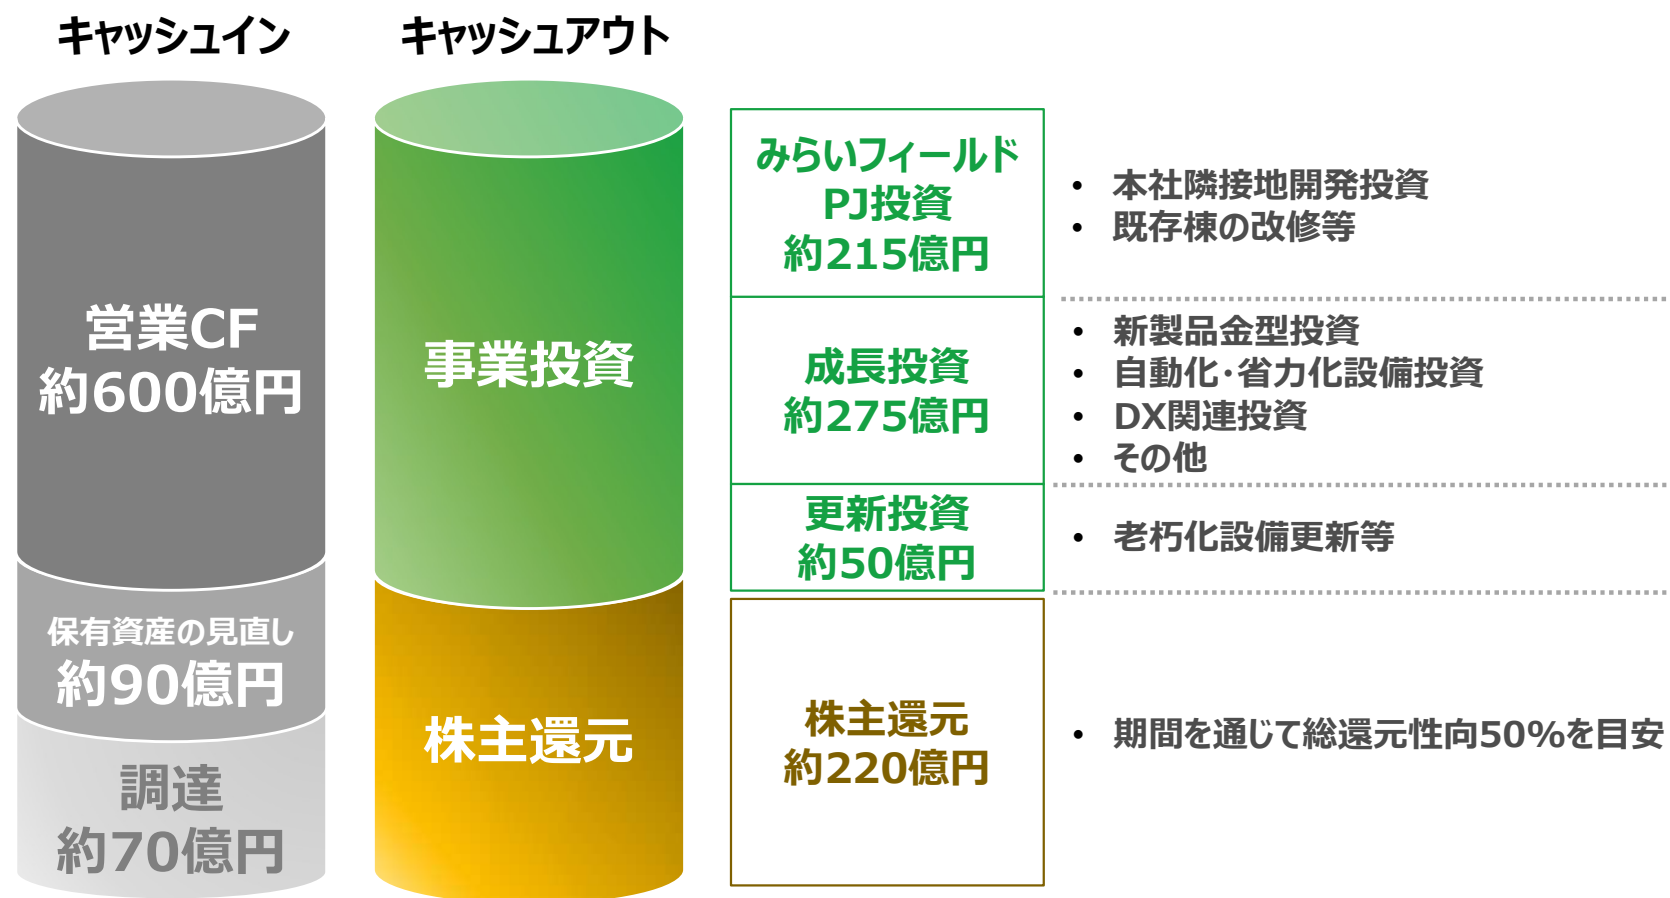 キャッシュイン
営業CF
約600億円
保有資産の見直し
約90億円
調達
約70億円
キャッシュアウト
事業投資
株主還元
みらいフィールド
PJ投資
約215億円
• 本社隣接地開発投資
• 既存棟の改修等
成長投資
約275億円
• 新製品金型投資
• 自動化・省力化設備投資
• DX関連投資
• その他
更新投資
約50億円
• 老朽化設備更新等
株主還元
約220億円
• 期間を通じて総還元性向50%を目安